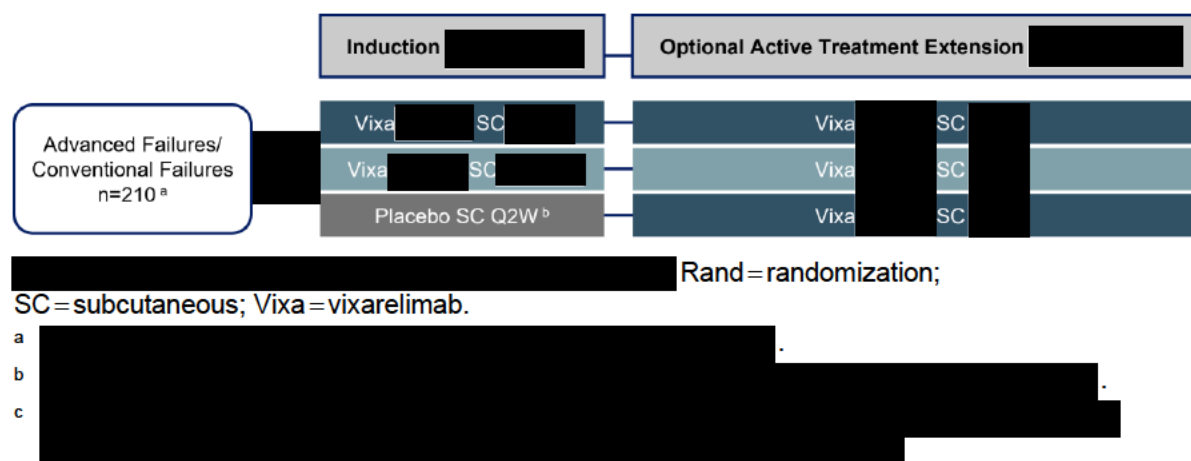 Induction
Optional Active Treatment Extension
Advanced Failures/
Conventional Failures
n=210 a
Vixa SC
Vixa SC
Vixa SC
Vixa SC
Placebo SC Q2W b
Vixa SC
Rand=randomization;
SC=subcutaneous; Vixa=vixarelimab.
a .
b .
c